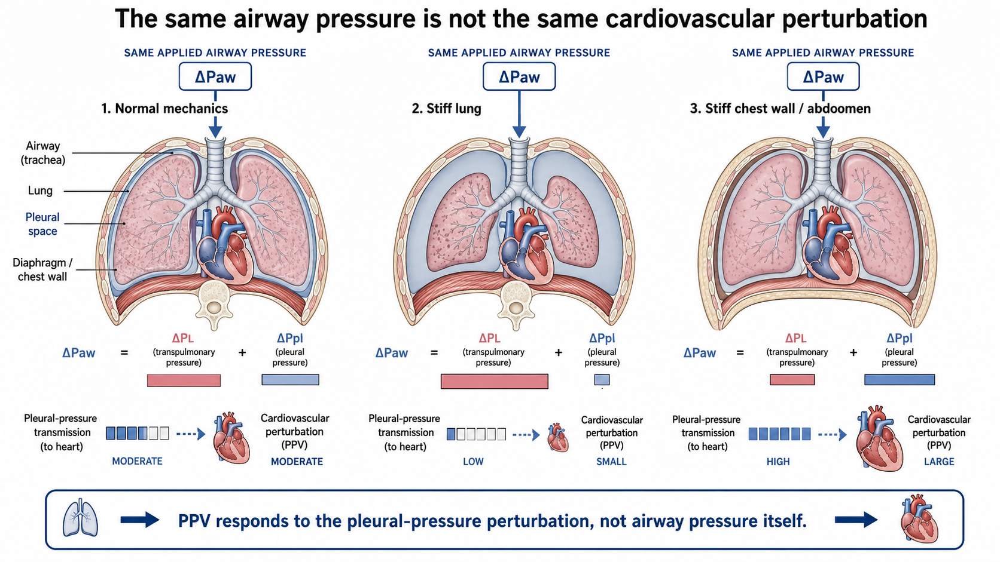 The same airway pressure is not the same cardiovascular perturbation
SAME APPLIED AIRWAY PRESSURE
ΔPaw
1. Normal mechanics
Airway
(trachea)
Lung
Pleural
space
Diaphragm /
chest wall
ΔPaw
=
ΔPL
(transpulmonary
pressure)
+
ΔPpl
(pleural
pressure)
Pleural-pressure
transmission
(to heart)
MODERATE
Cardiovascular
perturbation
(PPV)
MODERATE
SAME APPLIED AIRWAY PRESSURE
ΔPaw
2. Stiff lung
ΔPaw
=
ΔPL
(transpulmonary
pressure)
+
ΔPpl
(pleural
pressure)
Pleural-pressure
transmission
(to heart)
LOW
Cardiovascular
perturbation
(PPV)
SMALL
SAME APPLIED AIRWAY PRESSURE
ΔPaw
3. Stiff chest wall / abdoomen
ΔPaw
=
ΔPL
(transpulmonary
pressure)
+
ΔPpl
(pleural
pressure)
Pleural-pressure
transmission
(to heart)
HIGH
Cardiovascular
perturbation
(PPV)
LARGE
PPV responds to the pleural-pressure perturbation, not airway pressure itself.